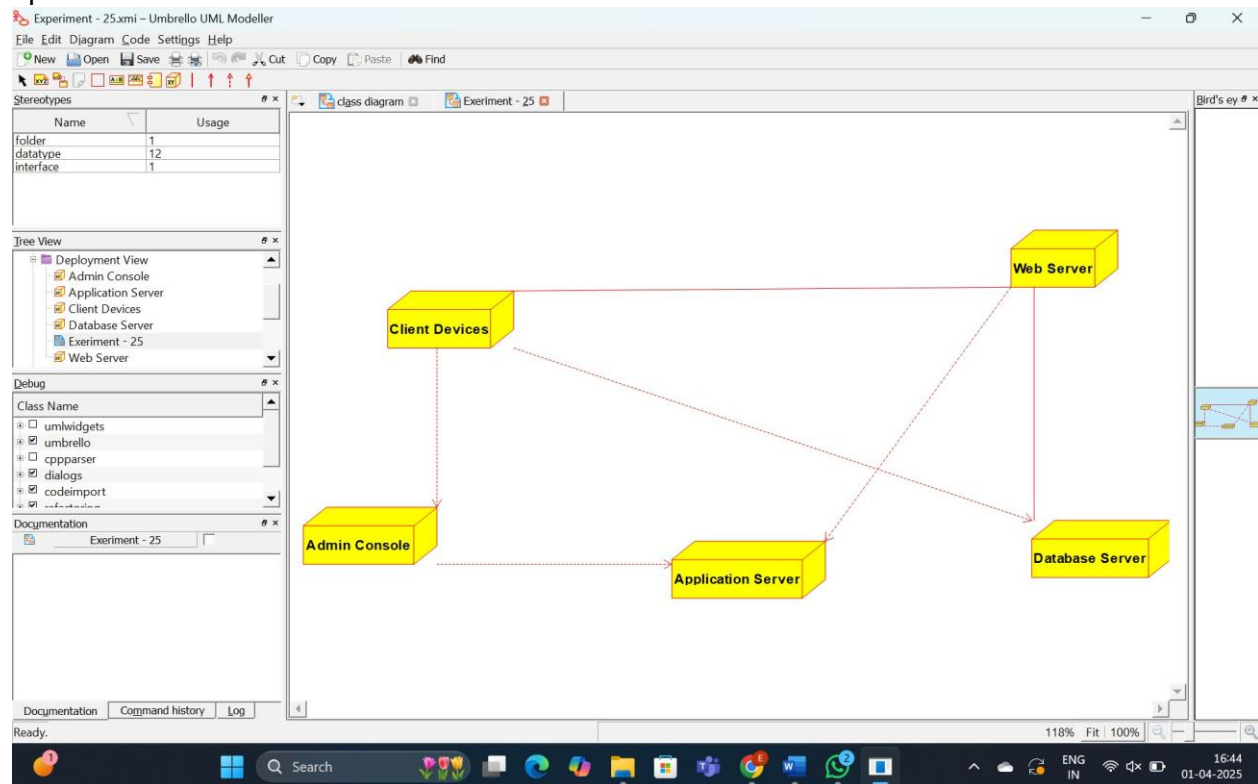 Experiment - 25.xmi – Umbrello UML Modeller
File Edit Diagram Code Settings Help
New Open Save Cut Copy Paste Find
Stereotypes
Name Usage
folder 1
datatype 12
interface 1
class diagram Exeriment - 25
Bird's ey
Tree View
Deployment View
Admin Console
Application Server
Client Devices
Database Server
Exeriment - 25
Web Server
Debug
Class Name
umlwidgets
umbrello
cppparser
dialogs
codeimport
Documentation
Exeriment - 25
Web Server
Client Devices
Admin Console
Application Server
Database Server
Documentation Command history Log
Ready.
118% Fit 100%
1
Search
2
ENG
IN
16:44
01-04-2025